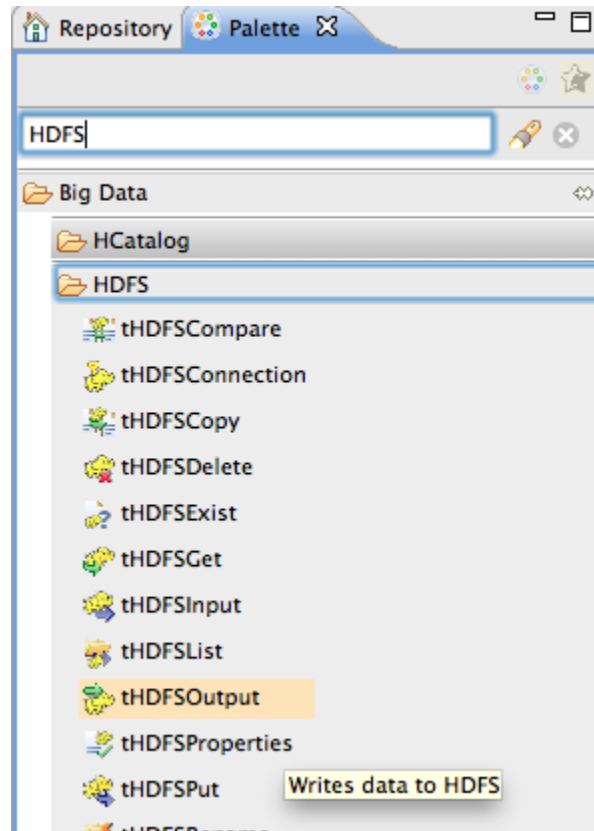 Repository Palette
HDFS
Big Data
HCatalog
HDFS
tHDFSCompare
tHDFSConnection
tHDFSCopy
tHDFSDelete
tHDFSExist
tHDFSGet
tHDFSInput
tHDFSList
tHDFSOutput
tHDFSProperties
tHDFSPut
Writes data to HDFS